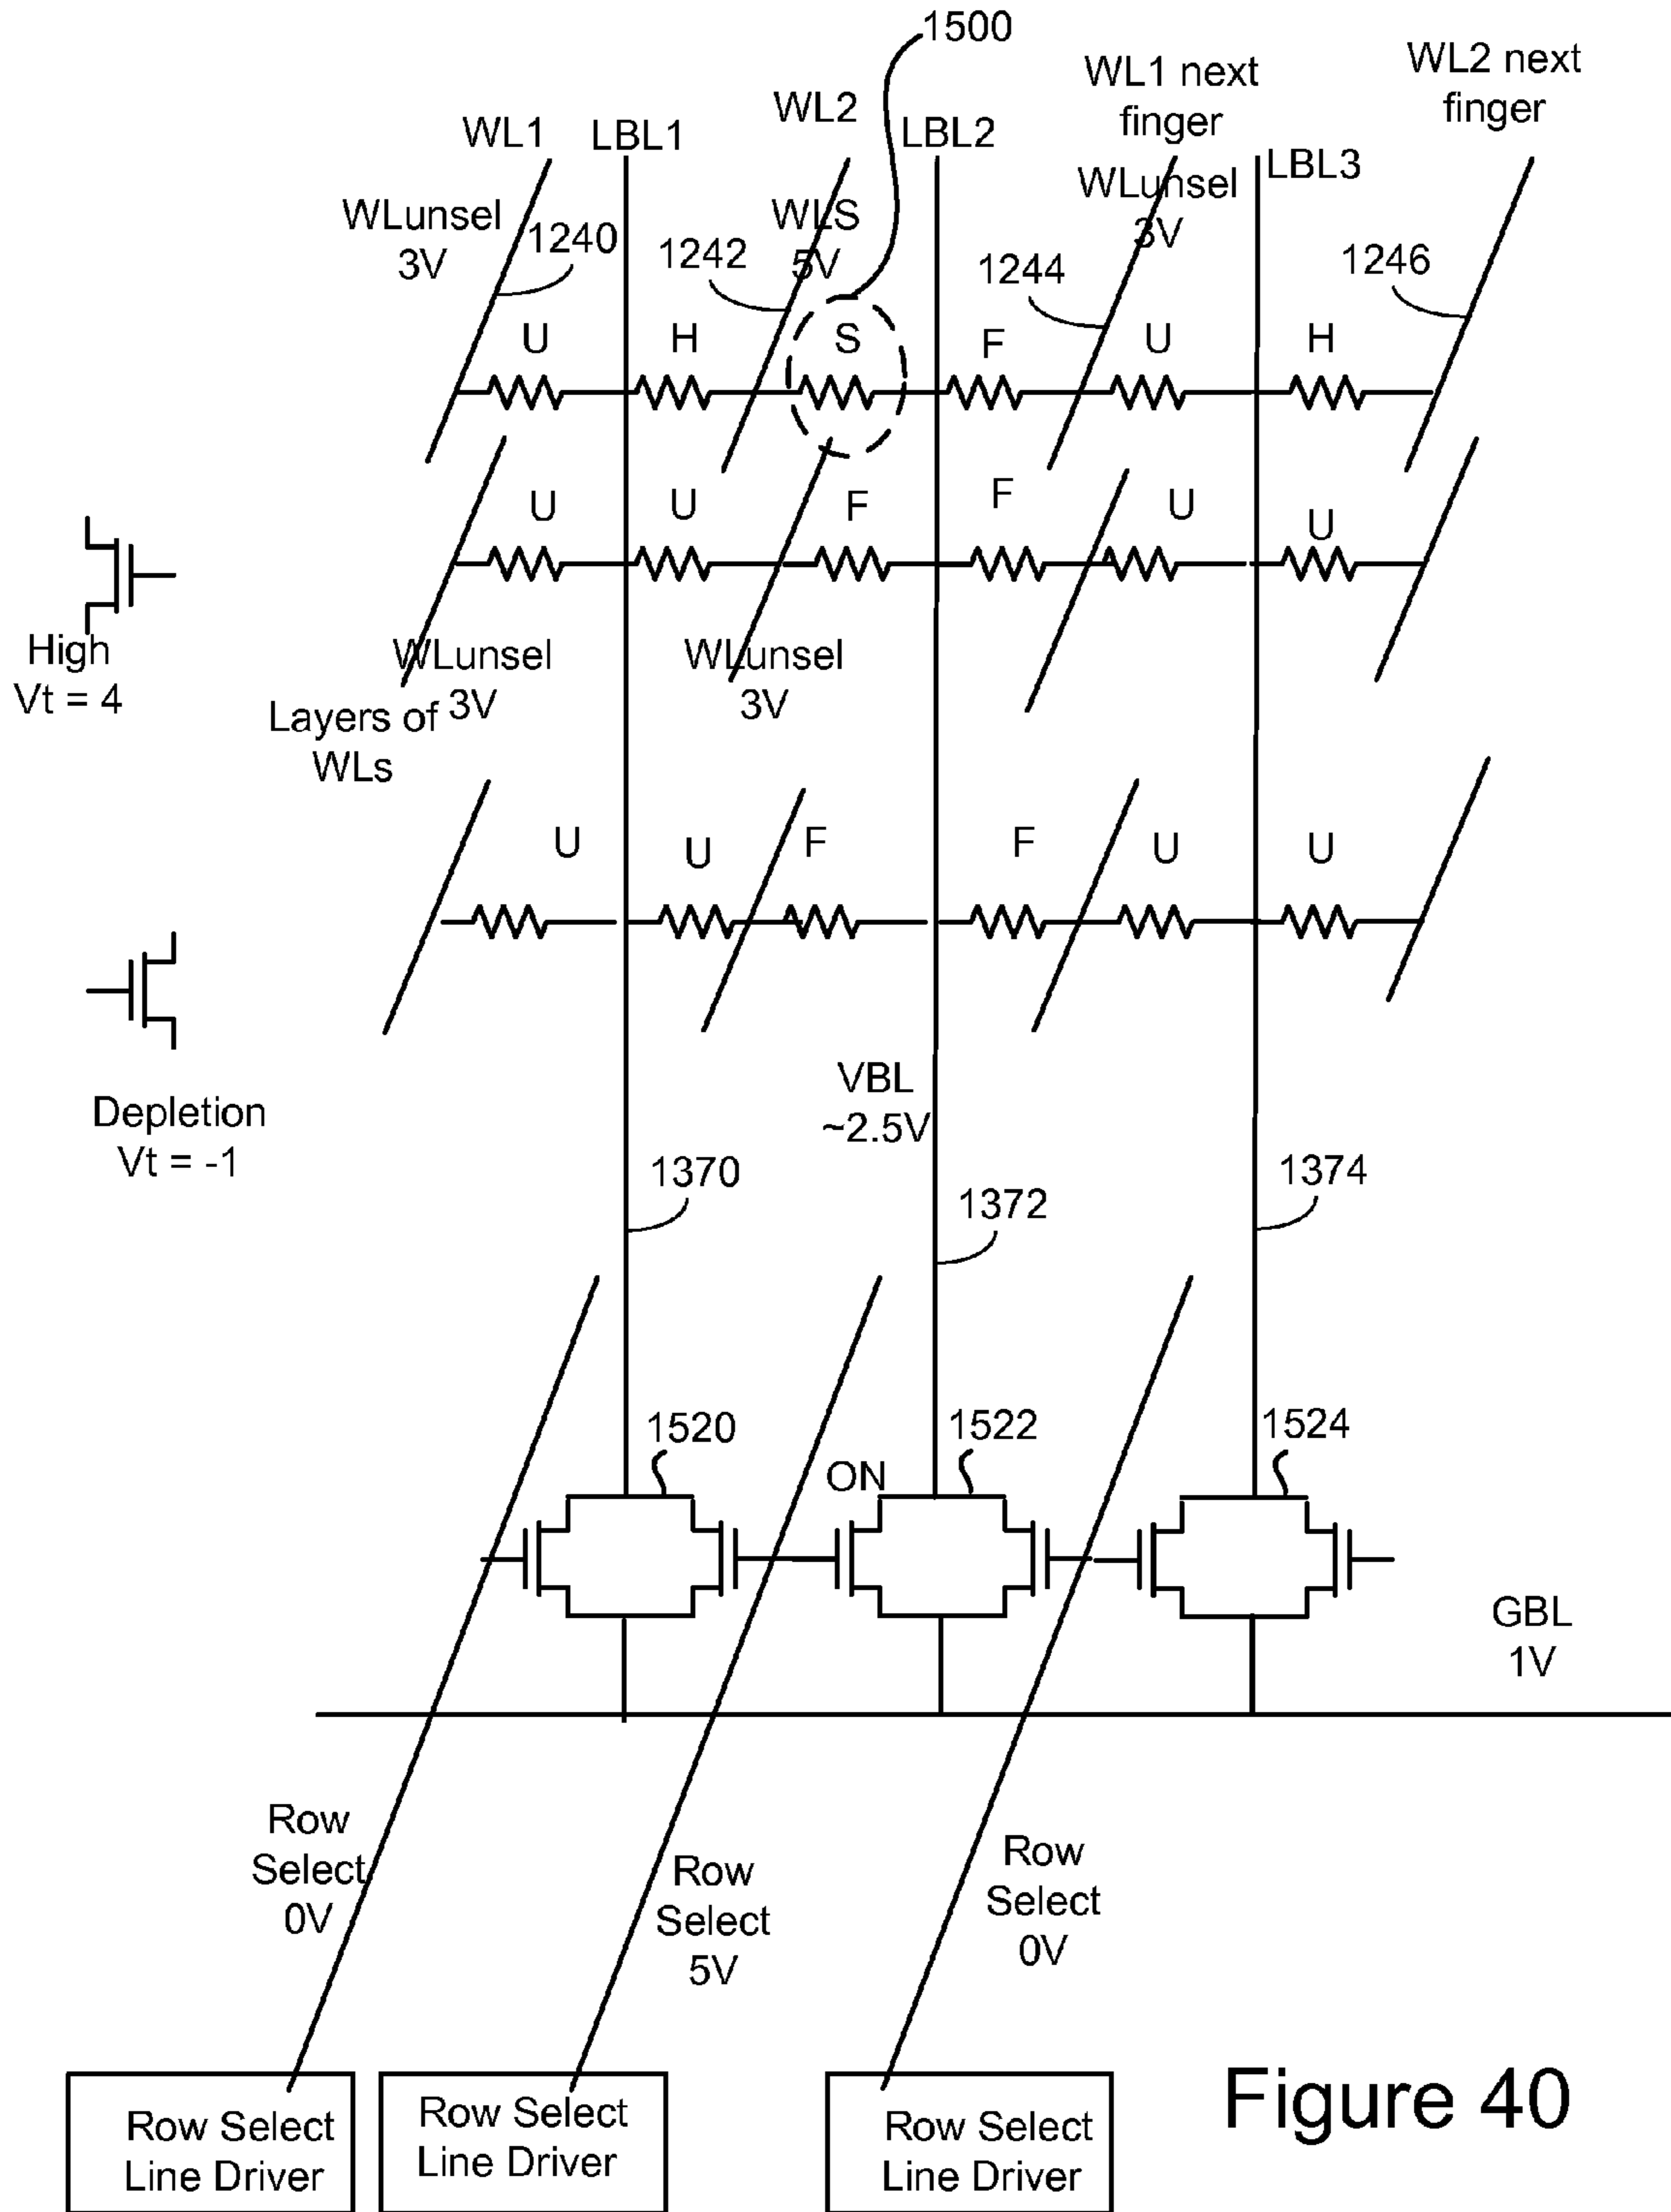 1500
WL1 next
finger
WL2 next
finger
WL1
LBL1
WL2
LBL2
WLunsel
3V
LBL3
WLunsel
3V
1240
1242
WLS
5V
1244
1246
U H S F U H
U U F F U U
High
Vt = 4
WLunsel
3V
WLunsel
3V
Layers of
WLs
U U F F U U
Depletion
Vt = -1
VBL
~2.5V
1370
1372
1374
1520
ON
1522
1524
GBL
1V
Row
Select
0V
Row
Select
5V
Row
Select
0V
Row Select
Line Driver
Row Select
Line Driver
Row Select
Line Driver
Figure 40